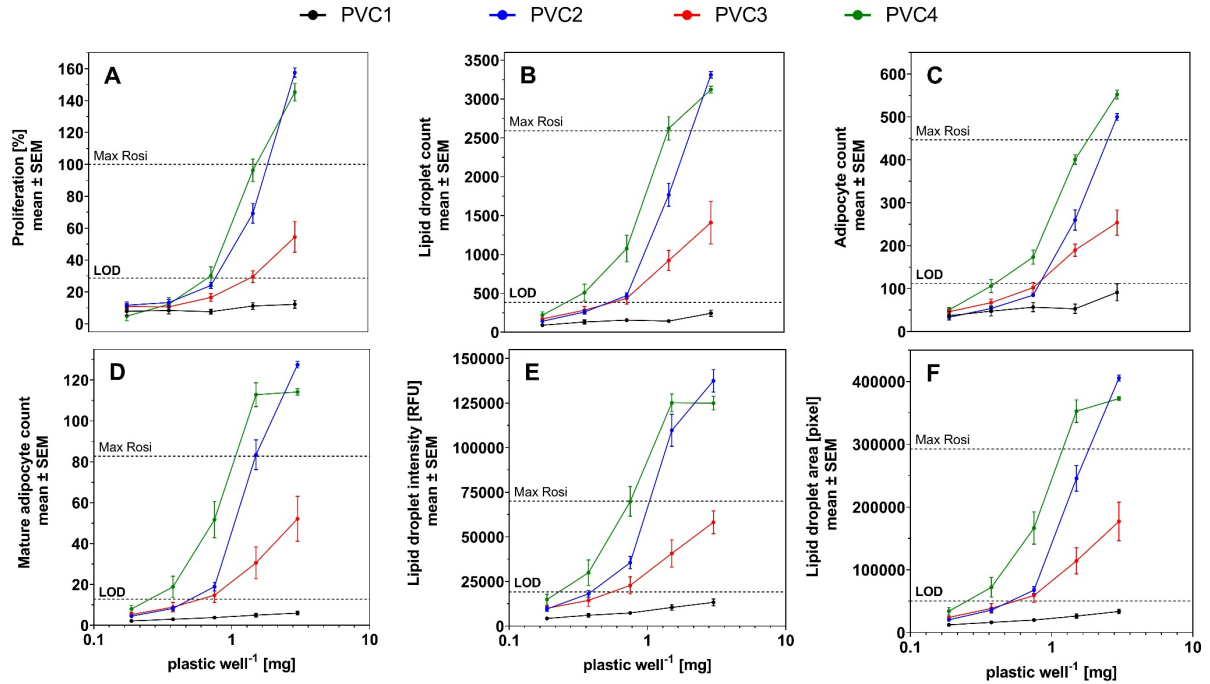 PVC1 PVC2 PVC3 PVC4
A
Proliferation [%]
mean ± SEM
160
140
120
100
80
60
40
20
0
Max Rosi
LOD
B
Lipid droplet count
mean ± SEM
3500
3000
2500
2000
1500
1000
500
0
Max Rosi
LOD
C
Adipocyte count
mean ± SEM
600
500
400
300
200
100
0
Max Rosi
LOD
D
Mature adipocyte count
mean ± SEM
120
100
80
60
40
20
0
Max Rosi
LOD
0.1 1 10
plastic well-1 [mg]
E
Lipid droplet intensity [RFU]
mean ± SEM
150000
125000
100000
75000
50000
25000
0
Max Rosi
LOD
0.1 1 10
plastic well-1 [mg]
F
Lipid droplet area [pixel]
mean ± SEM
400000
300000
200000
100000
0
Max Rosi
LOD
0.1 1 10
plastic well-1 [mg]